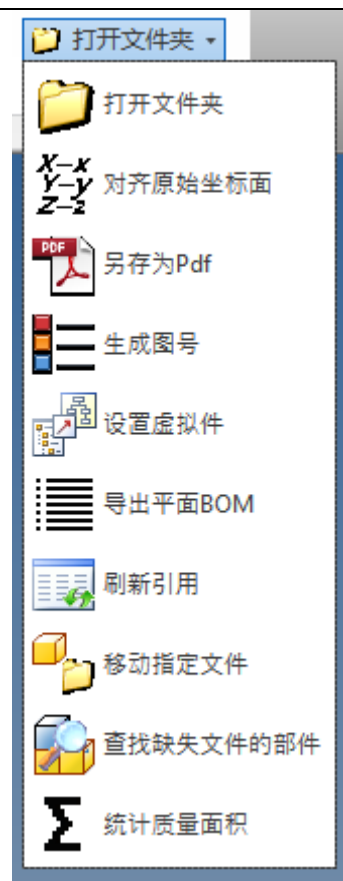 打开文件夹
打开文件夹
X-x
Y-y
Z-z
对齐原始坐标面
PDF
另存为Pdf
生成图号
设置虚拟件
导出平面BOM
刷新引用
移动指定文件
查找缺失文件的部件
Σ
统计质量面积